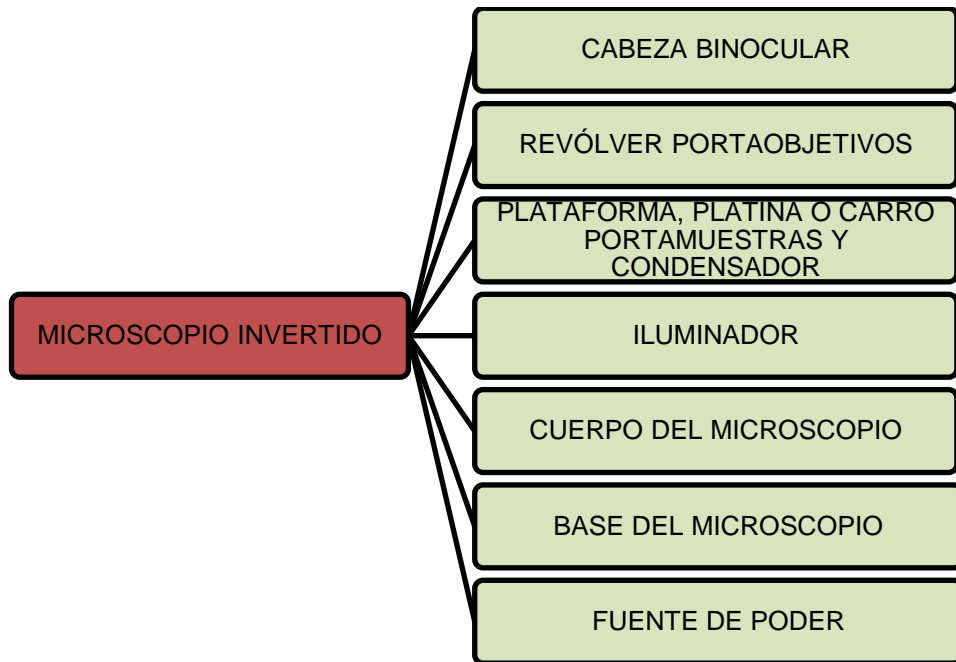 CABEZA BINOCULAR
REVÓLVER PORTAOBJETIVOS
PLATAFORMA, PLATINA O CARRO
PORTAMUESTRAS Y
CONDENSADOR
MICROSCOPIO INVERTIDO
ILUMINADOR
CUERPO DEL MICROSCOPIO
BASE DEL MICROSCOPIO
FUENTE DE PODER